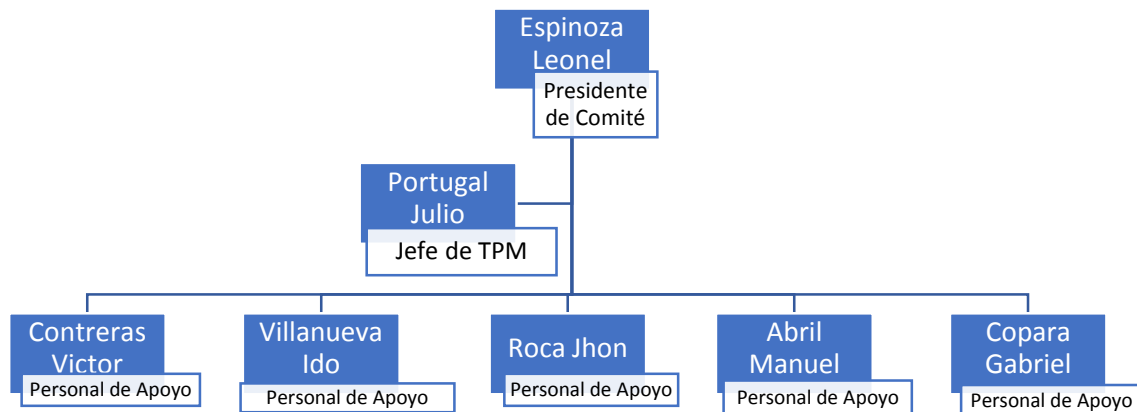 Espinoza
Leonel
Presidente
de Comité
Portugal
Julio
Jefe de TPM
Contreras
Victor
Personal de Apoyo
Villanueva
Ido
Personal de Apoyo
Roca Jhon
Personal de Apoyo
Abril
Manuel
Personal de Apoyo
Copara
Gabriel
Personal de Apoyo